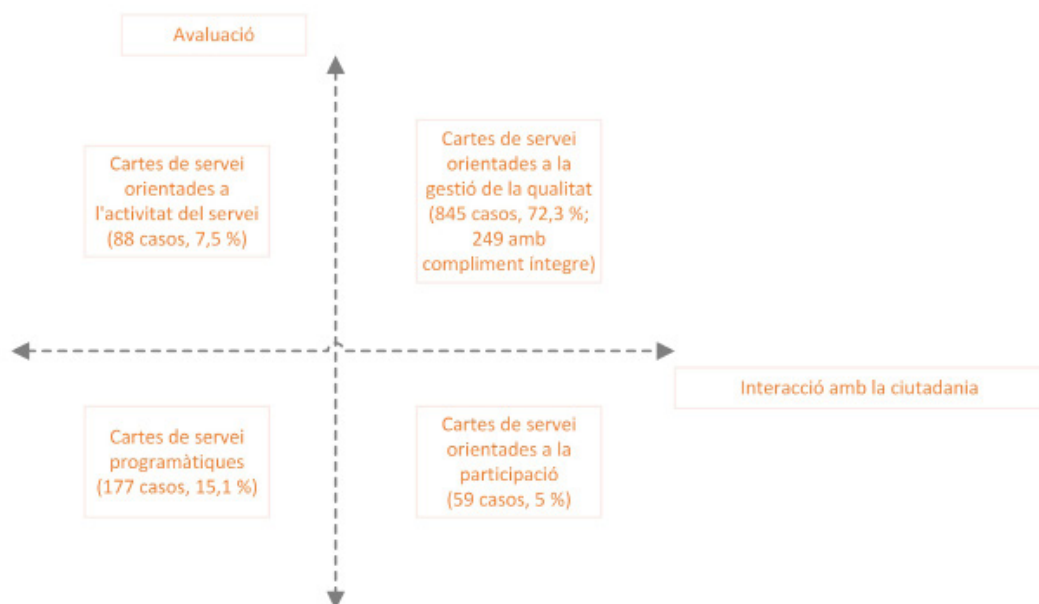 Avaluació
Cartes de servei
orientades a
l'activitat del servei
(88 casos, 7,5 %)
Cartes de servei
orientades a la
gestió de la qualitat
(845 casos, 72,3 %;
249 amb
compliment íntegre)
Interacció amb la ciutadania
Cartes de servei
programàtiques
(177 casos, 15,1 %)
Cartes de servei
orientades a la
participació
(59 casos, 5 %)